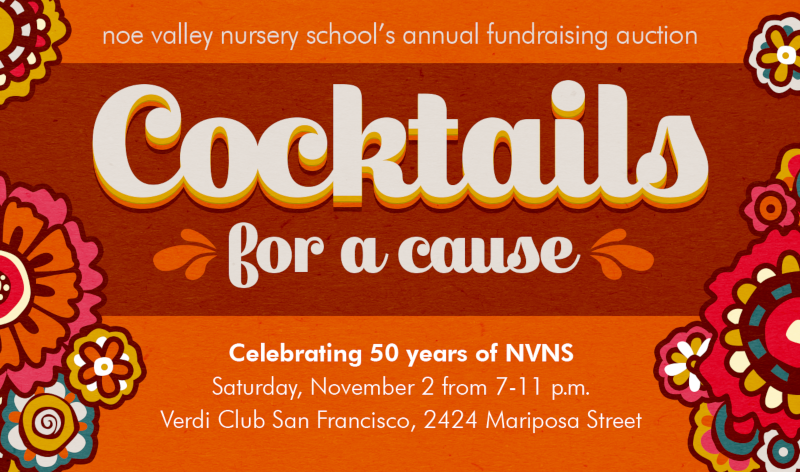 noe valley nursery school's annual fundraising auction
Cocktails
for a cause
Celebrating 50 years of NVNS
Saturday, November 2 from 7-11 p.m.
Verdi Club San Francisco, 2424 Mariposa Street